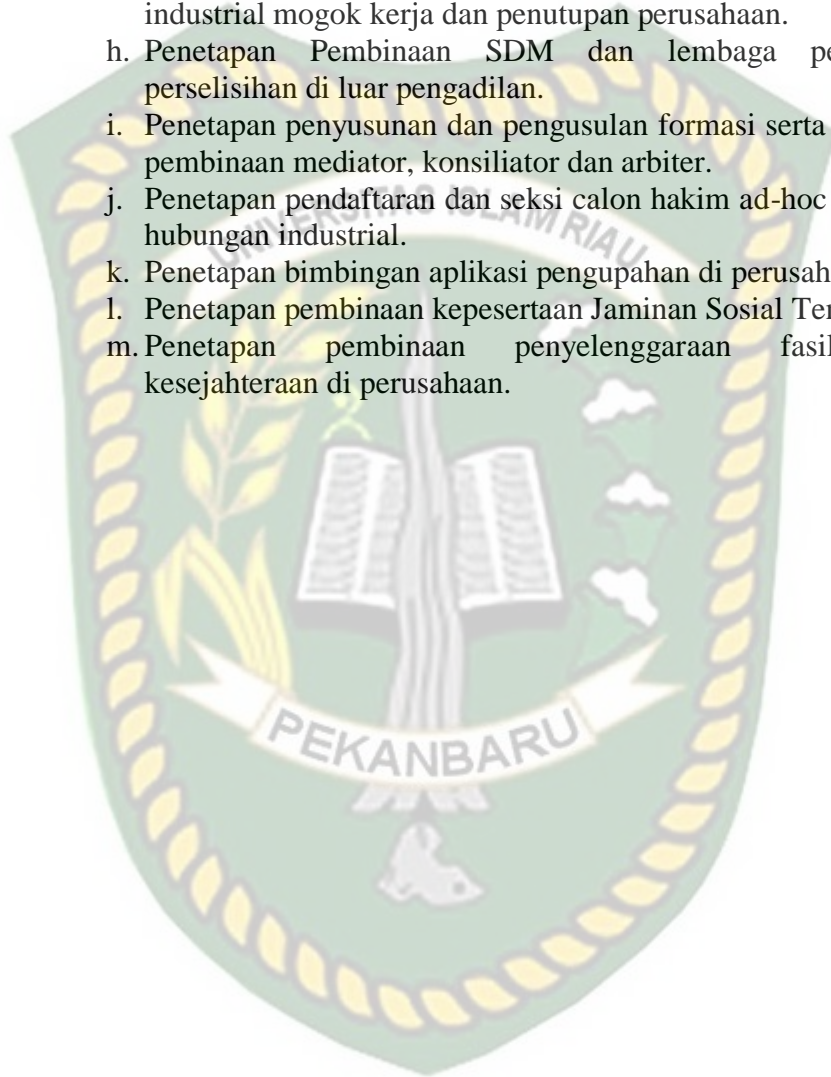 industrial mogok kerja dan penutupan perusahaan.
h. Penetapan Pembinaan SDM dan lembaga
perselisihan di luar pengadilan.
i. Penetapan penyusunan dan pengusulan formasi serta
pembinaan mediator, konsiliator dan arbiter.
j. Penetapan pendaftaran dan seksi calon hakim ad-hoc
hubungan industrial.
k. Penetapan bimbingan aplikasi pengupahan di
l. Penetapan pembinaan kepesertaan Jaminan Sosial
m. Penetapan pembinaan penyelenggaraan
kesejahteraan di perusahaan.
UNIVERSITAS ISLAM RIAU
PEKANBARU